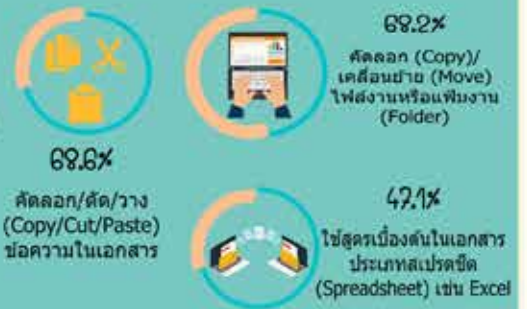 68.6%
คัดลอก/ตัด/วาง
(Copy/Cut/Paste)
ข้อความในเอกสาร
68.2%
คัดลอก (Copy)/
เคลื่อนย้าย (Move)
ไฟล์งานหรือแฟ้มงาน
(Folder)
47.1%
ใช้สูตรเบื้องต้นในเอกสาร
ประเภทสเปรดชีต
(Spreadsheet) เช่น Excel